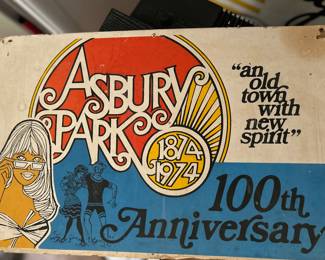 ASBURY
PARK
1874
1974
"an
old
town
with
new
spirit"
100th
Anniversary